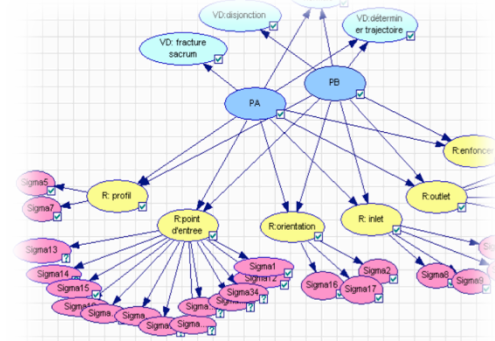 VD:disjonction
VD:détermin
er trajectoire
VD: fracture
sacrum
PA
PB
R:enfonce
R: profil
R:outlet
R:point
d'entree
R:orientation
R: inlet
Sigma5
Sigma7
Sigma13
Sigma14
Sigma15
Sigma1
Sigma34
Sigma16
Sigma2
Sigma17
Sigma8